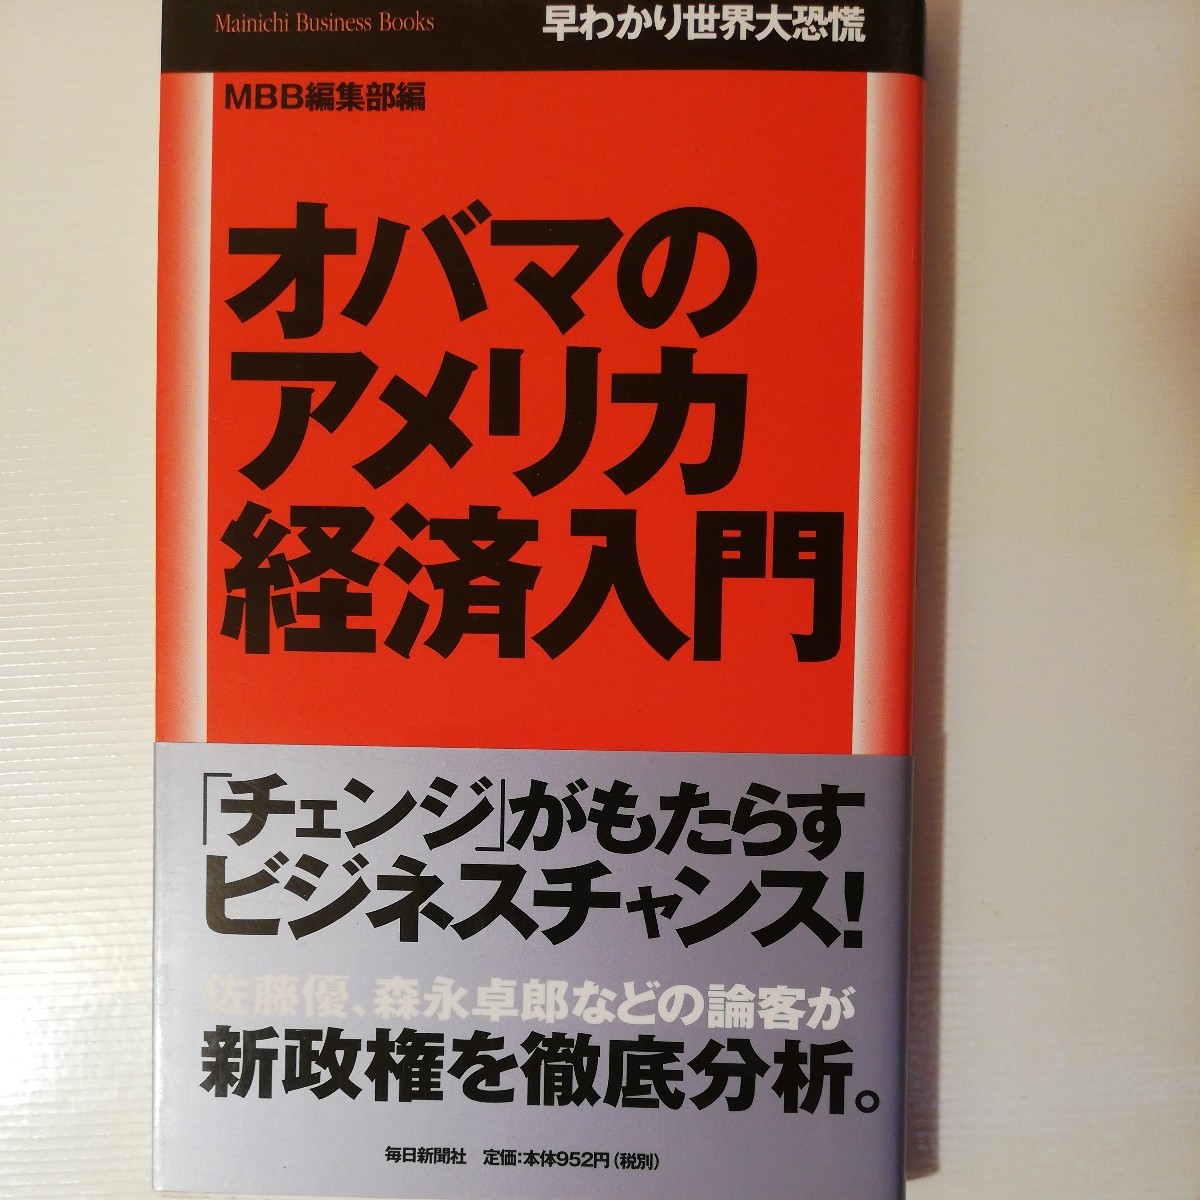 Mainichi Business Books 早わかり世界大恐慌
MBB編集部編
オバマの
アメリカ
経済入門
「チェンジ」がもたらす
ビジネスチャンス!
佐藤優、森永卓郎などの論客が
新政権を徹底分析。
毎日新聞社 定価:本体952円(税別)